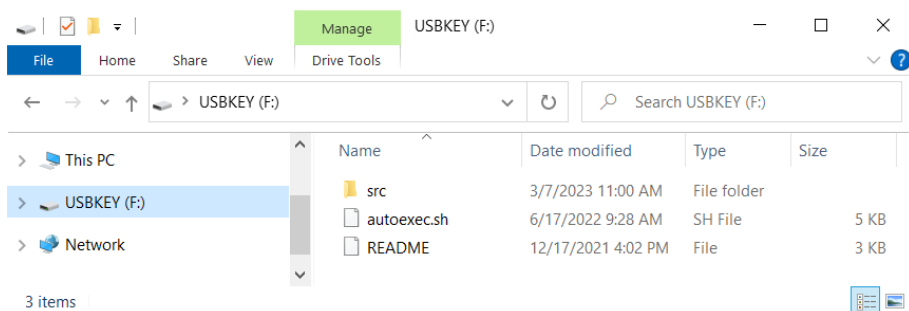 Manage USBKEY (F:)
File Home Share View Drive Tools ?
USBKEY (F:) Search USBKEY (F:)
This PC
USBKEY (F:)
Network
Name Date modified Type Size
src 3/7/2023 11:00 AM File folder
autoexec.sh 6/17/2022 9:28 AM SH File 5 KB
README 12/17/2021 4:02 PM File 3 KB
3 items